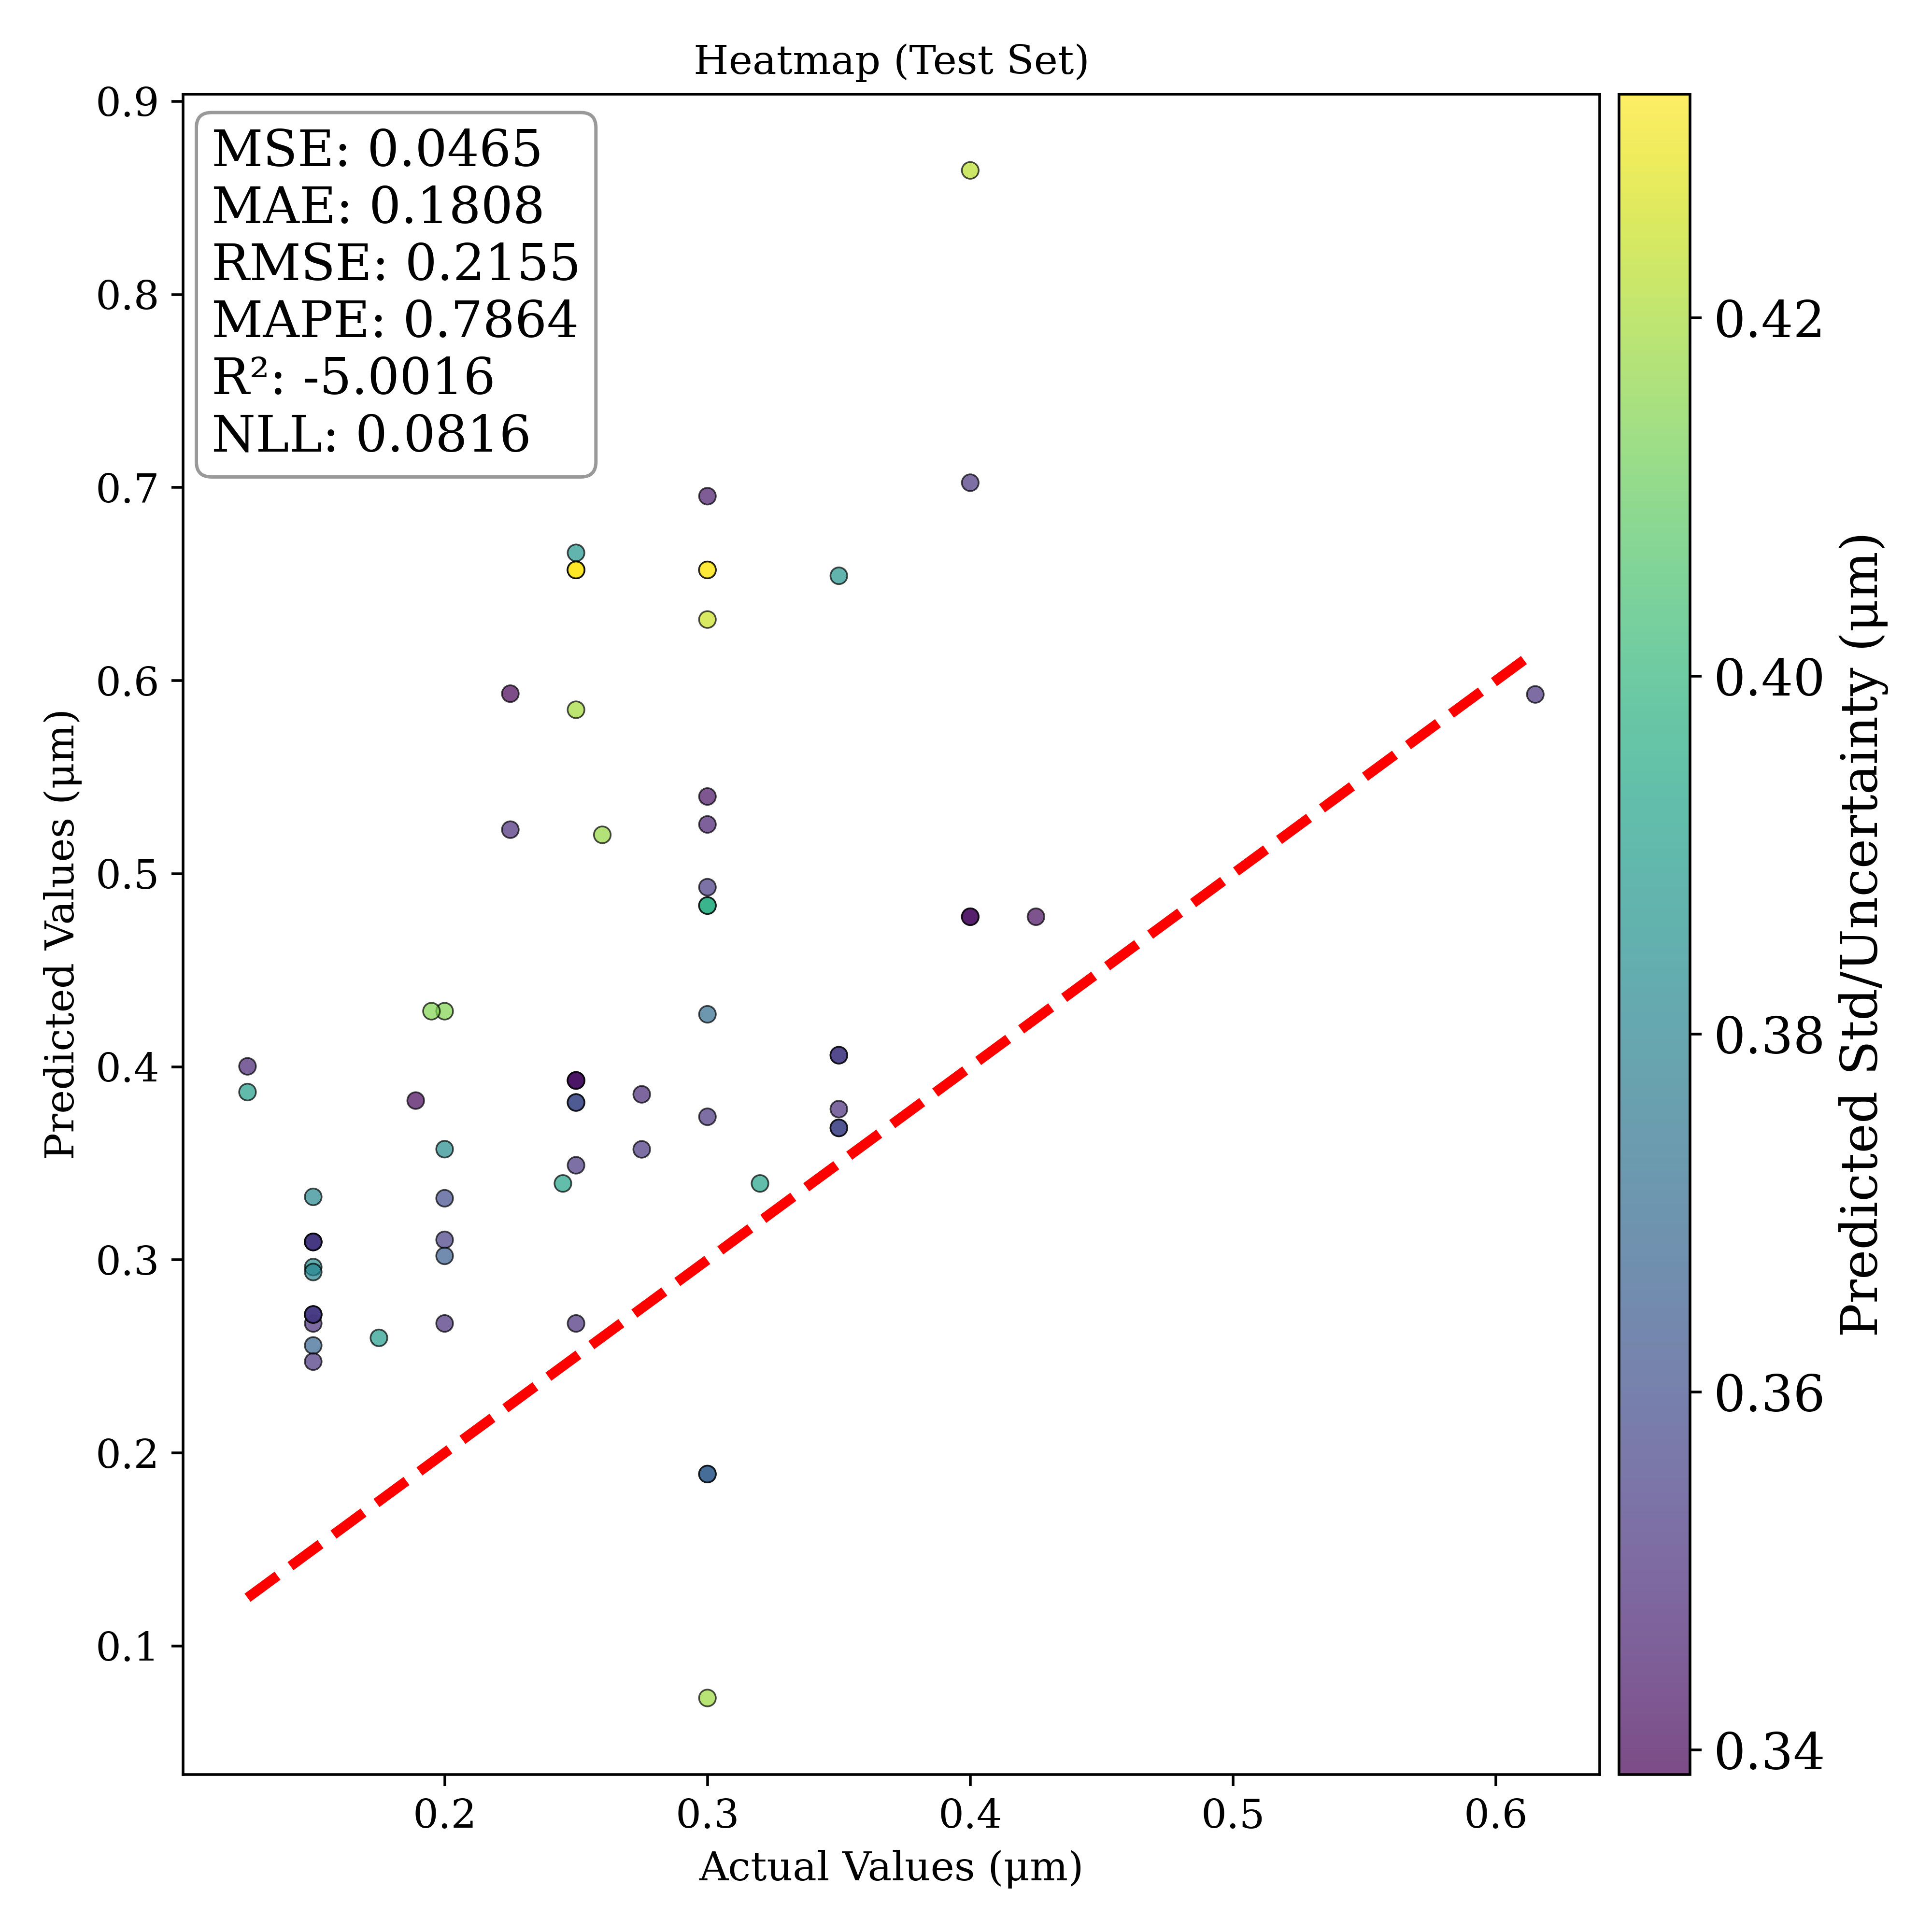 Heatmap (Test Set)
MSE: 0.0465
MAE: 0.1808
RMSE: 0.2155
MAPE: 0.7864
R²: -5.0016
NLL: 0.0816
0.9
0.8
0.7
0.6
0.5
0.4
0.3
0.2
0.1
Predicted Values (μm)
0.2 0.3 0.4 0.5 0.6
Actual Values (μm)
0.42
0.40
0.38
0.36
0.34
Predicted Std/Uncertainty (μm)